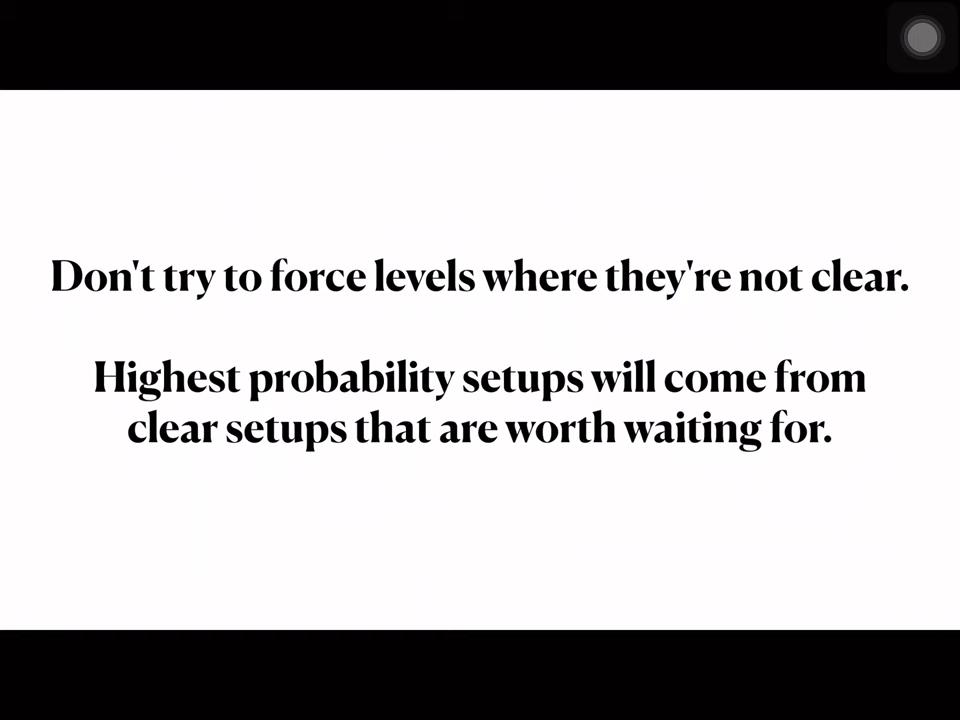 Don't try to force levels where they're not clear.
Highest probability setups will come from
clear setups that are worth waiting for.